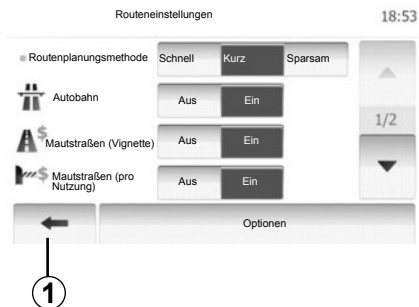 Routeneinstellungen 18:53
Routenplanungsmethode Schnell Kurz Sparsam
Autobahn Aus Ein
1/2
$ Mautstraßen (Vignette) Aus Ein
$ Mautstraßen (pro
Nutzung) Aus Ein
Optionen
1